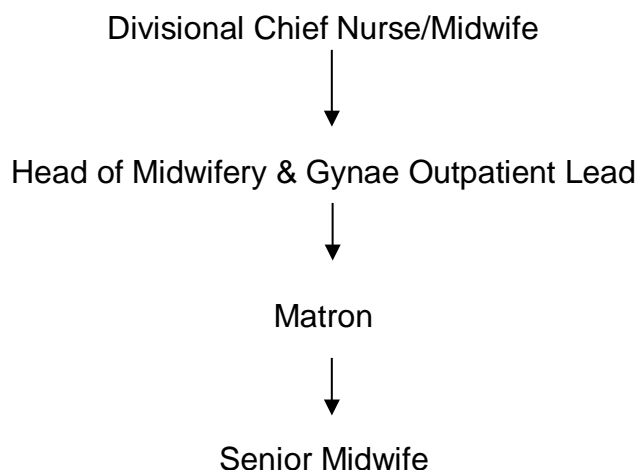 Divisional Chief Nurse/Midwife
Head of Midwifery & Gynae Outpatient Lead
Matron
Senior Midwife